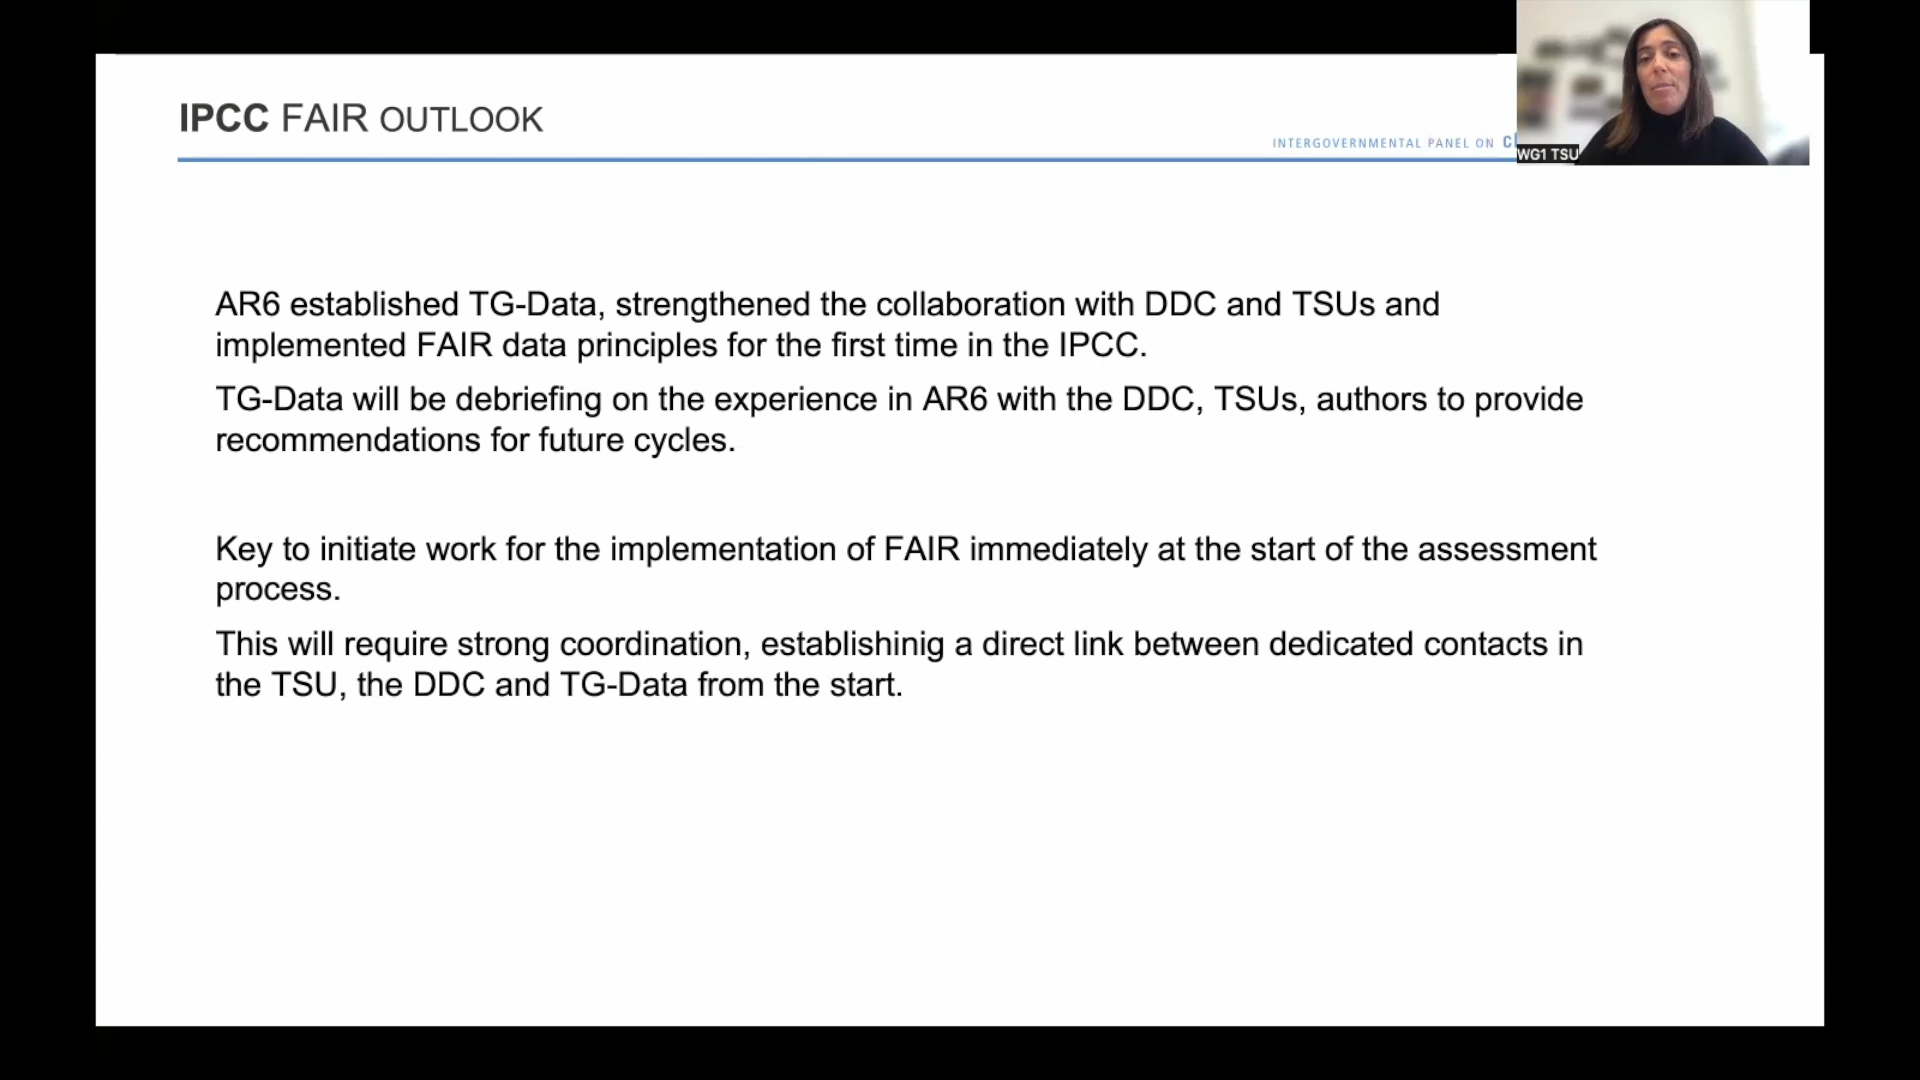 IPCC FAIR OUTLOOK
INTERGOVERNMENTAL PANEL ON
WG1 TSU
AR6 established TG-Data, strengthened the collaboration with DDC and TSUs and
implemented FAIR data principles for the first time in the IPCC.
TG-Data will be debriefing on the experience in AR6 with the DDC, TSUs, authors to provide
recommendations for future cycles.
Key to initiate work for the implementation of FAIR immediately at the start of the assessment
process.
This will require strong coordination, establishinig a direct link between dedicated contacts in
the TSU, the DDC and TG-Data from the start.